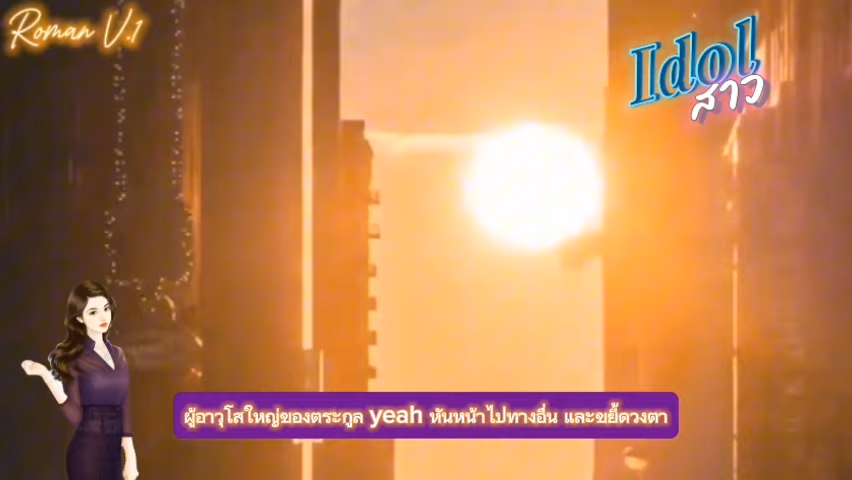 Roman V.1
Idol
สาว
ผู้อาวุโสใหญ่ของตระกูล yeah หันหน้าไปทางอื่น และขยี้ดวงตา